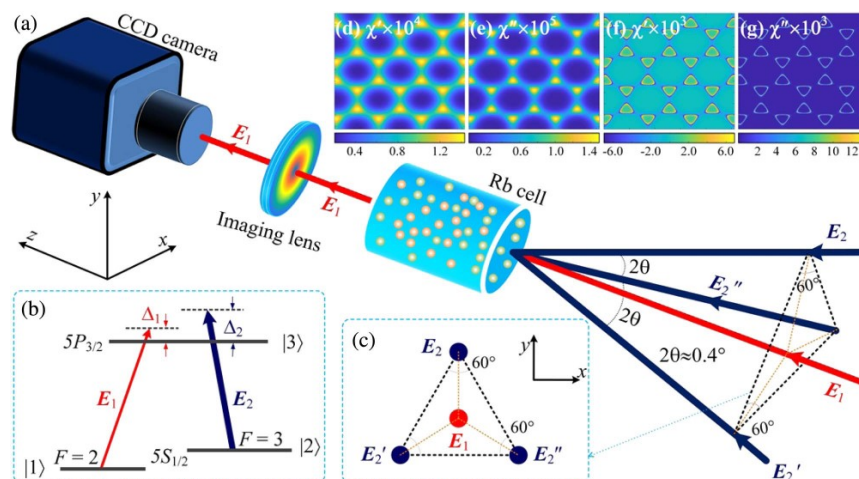 (a)
CCD camera
E₁
Imaging lens
E₁
Rb cell
y
x
z
(d) χ′×10⁴
(e) χ″×10⁵
(f) χ′×10³
(g) χ″×10³
0.4 0.8 1.2
0.2 0.6 1.0 1.4
-6.0 -2.0 2.0 6.0
2 4 6 8 10 12
E₂
2θ
60°
E₂″
2θ
2θ≈0.4°
E₁
60°
E₂′
(b)
Δ₁
Δ₂
5P₃/₂
|3⟩
E₁
E₂
F = 2
5S₁/₂
F = 3
|2⟩
|1⟩
(c)
E₂
y
x
60°
60°
E₁
E₂′
E₂″